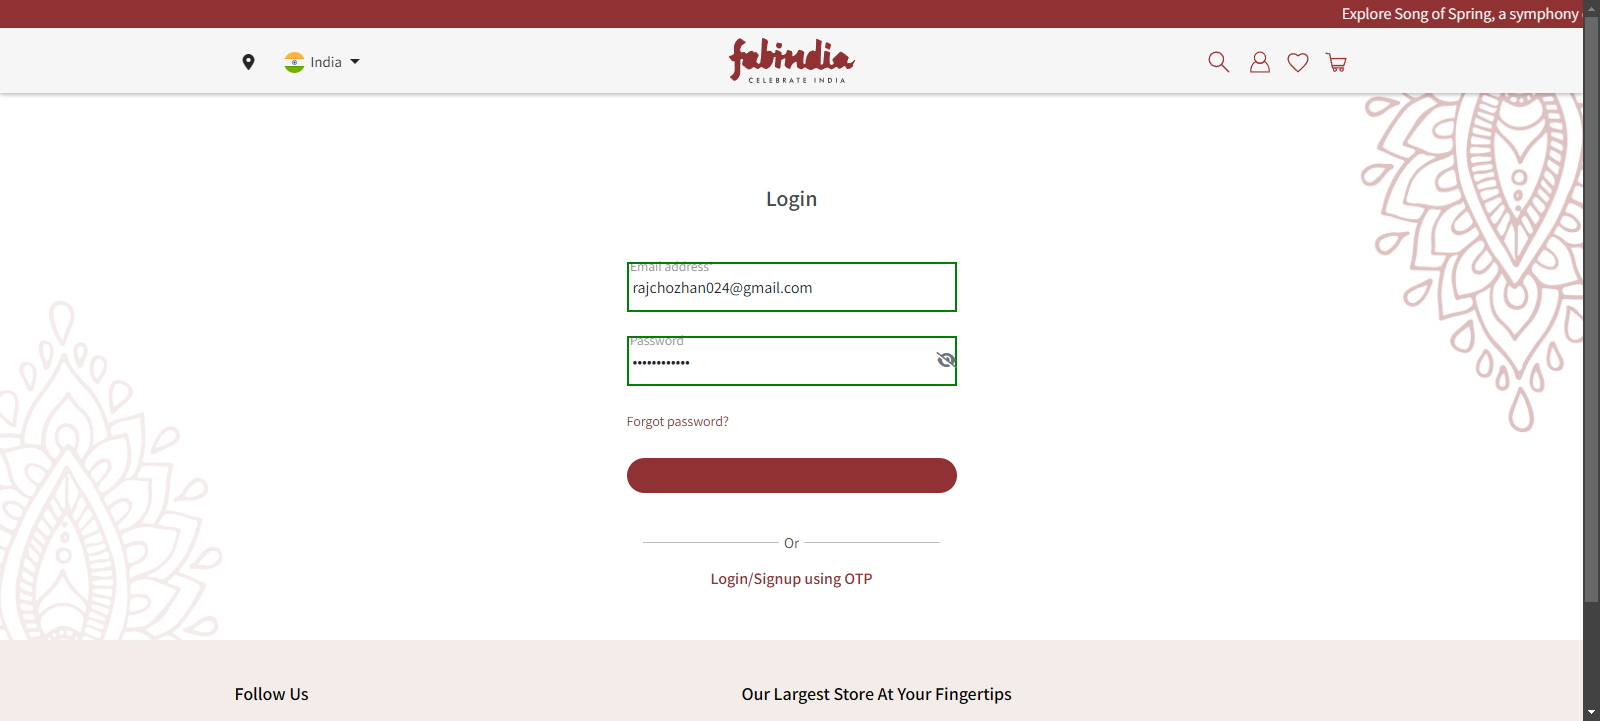 Explore Song of Spring, a symphony
India
fabindia
CELEBRATE INDIA
Login
Email address*
rajchozhan024@gmail.com
Password
••••••••••••
Forgot password?
Or
Login/Signup using OTP
Follow Us
Our Largest Store At Your Fingertips